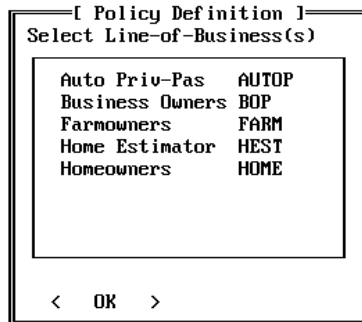 [ Policy Definition ]
Select Line-of-Business(s)
Auto Priv-Pas AUTOP
Business Owners BOP
Farmowners FARM
Home Estimator HEST
Homeowners HOME
< OK >